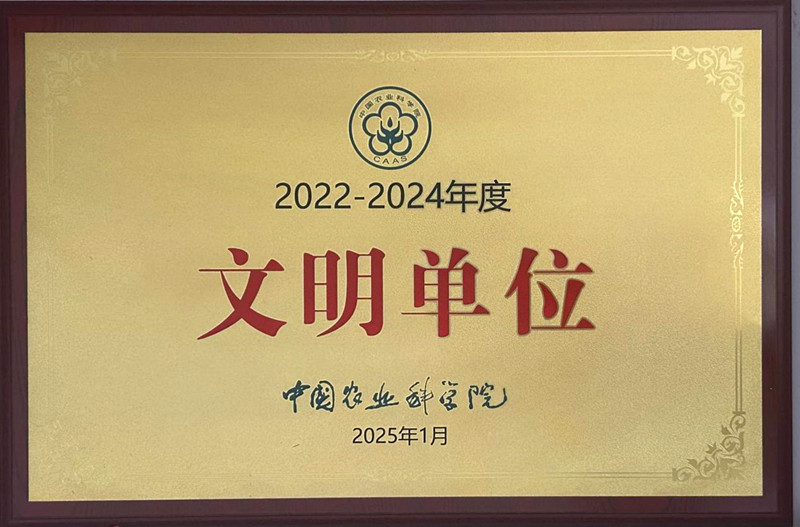 中国农业科学院
CAAS
2022-2024年度
文明单位
中国农业科学院
2025年1月